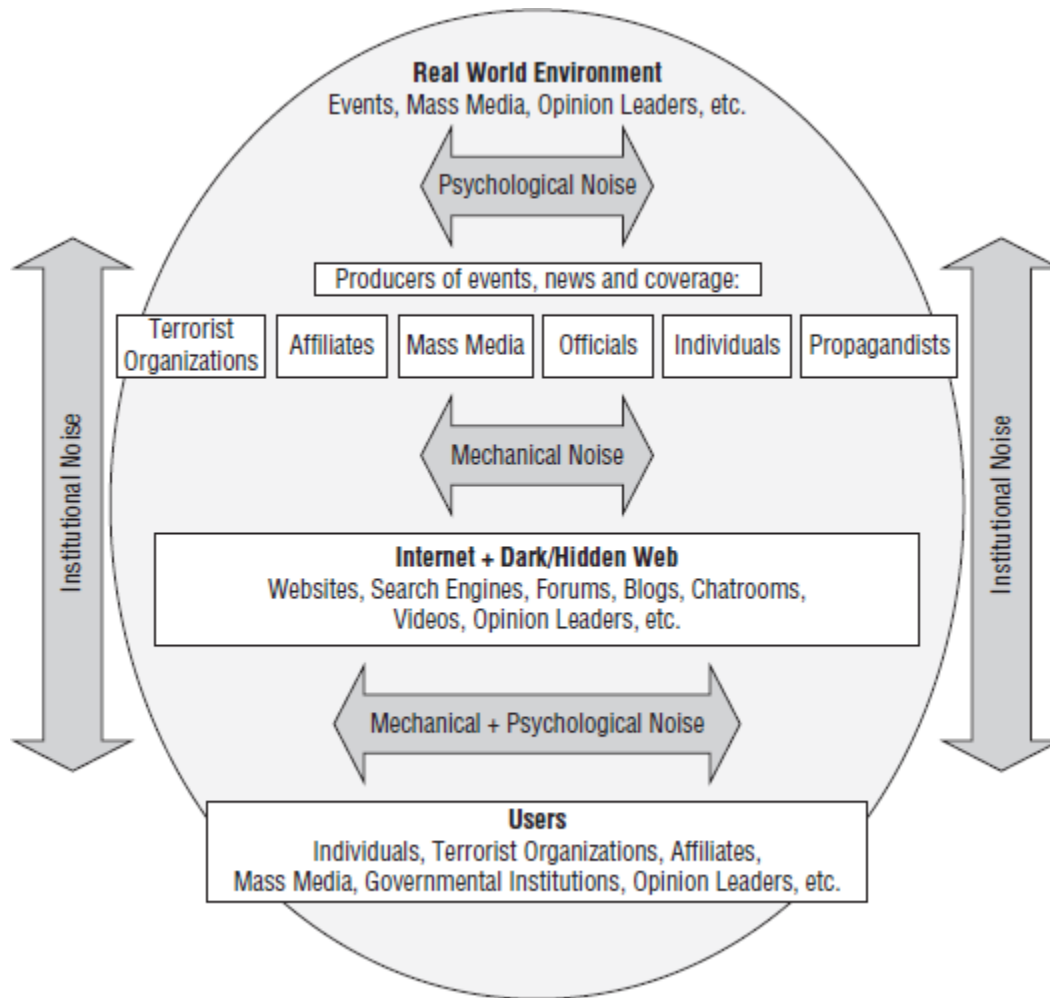 Real World Environment
Events, Mass Media, Opinion Leaders, etc.
Psychological Noise
Producers of events, news and coverage:
Terrorist
Organizations
Affiliates
Mass Media
Officials
Individuals
Propagandists
Institutional Noise
Institutional Noise
Mechanical Noise
Internet + Dark/Hidden Web
Websites, Search Engines, Forums, Blogs, Chatrooms,
Videos, Opinion Leaders, etc.
Mechanical + Psychological Noise
Users
Individuals, Terrorist Organizations, Affiliates,
Mass Media, Governmental Institutions, Opinion Leaders, etc.